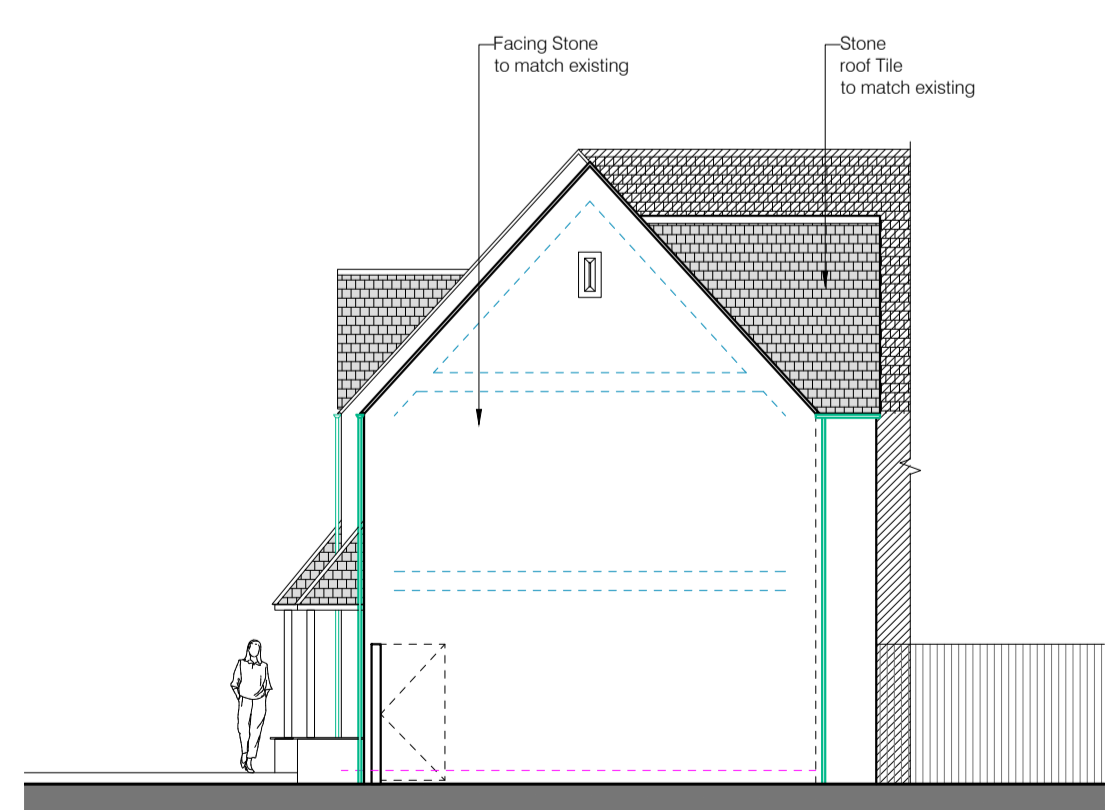 Facing Stone
to match existing
Stone
roof Tile
to match existing